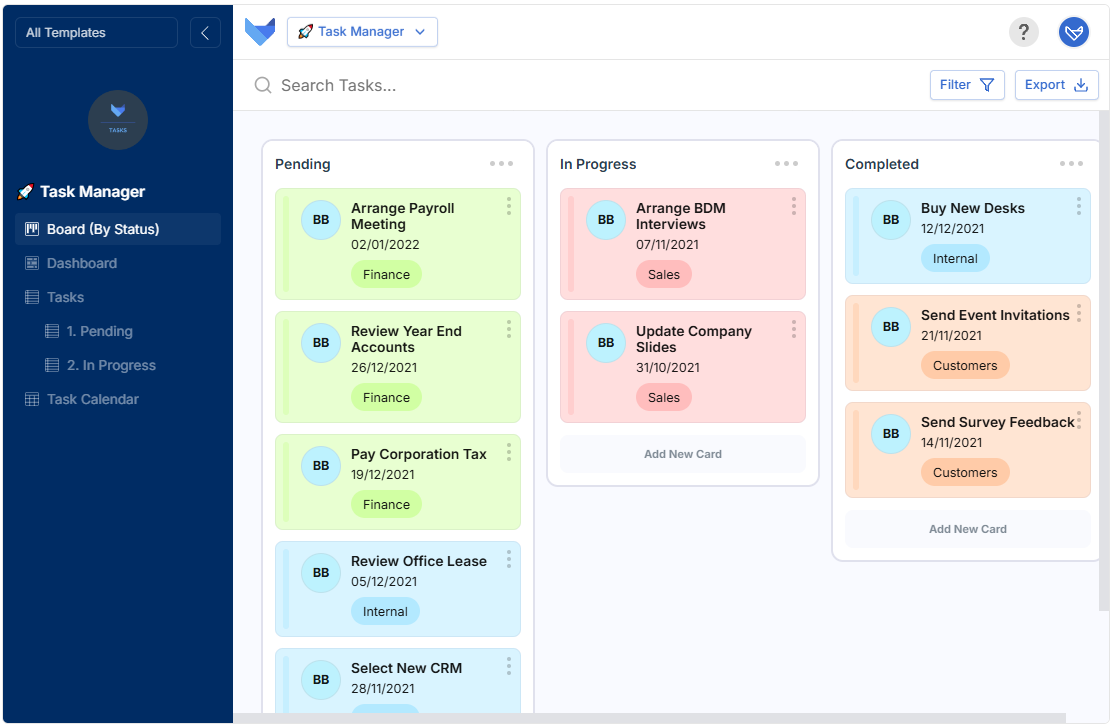 All Templates
TASKS
Task Manager
Board (By Status)
Dashboard
Tasks
1. Pending
2. In Progress
Task Calendar
Task Manager
?
Search Tasks...
Filter
Export
Pending
BB
Arrange Payroll
Meeting
02/01/2022
Finance
BB
Review Year End
Accounts
26/12/2021
Finance
BB
Pay Corporation Tax
19/12/2021
Finance
BB
Review Office Lease
05/12/2021
Internal
BB
Select New CRM
28/11/2021
In Progress
BB
Arrange BDM
Interviews
07/11/2021
Sales
BB
Update Company
Slides
31/10/2021
Sales
Add New Card
Completed
BB
Buy New Desks
12/12/2021
Internal
BB
Send Event Invitations
21/11/2021
Customers
BB
Send Survey Feedback
14/11/2021
Customers
Add New Card